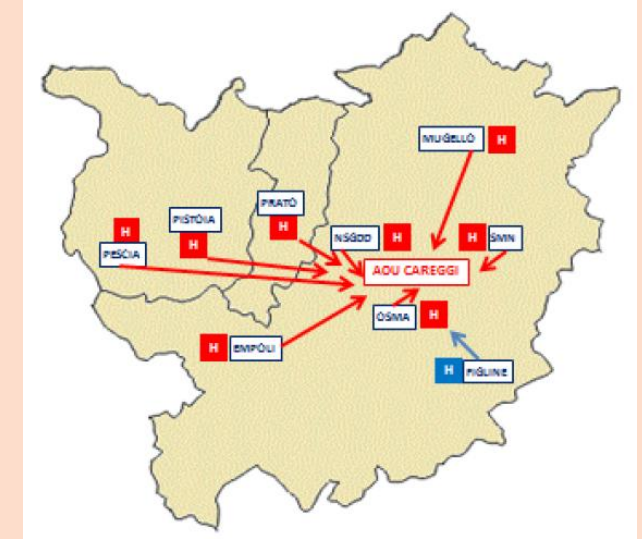 MUGELLO H
PRATO
H
PISTOIA
H
H
PESCIA
NSGDD H
H SMN
AOU CAREGGI
OSMA H
H EMPOLI
H FIGLINE